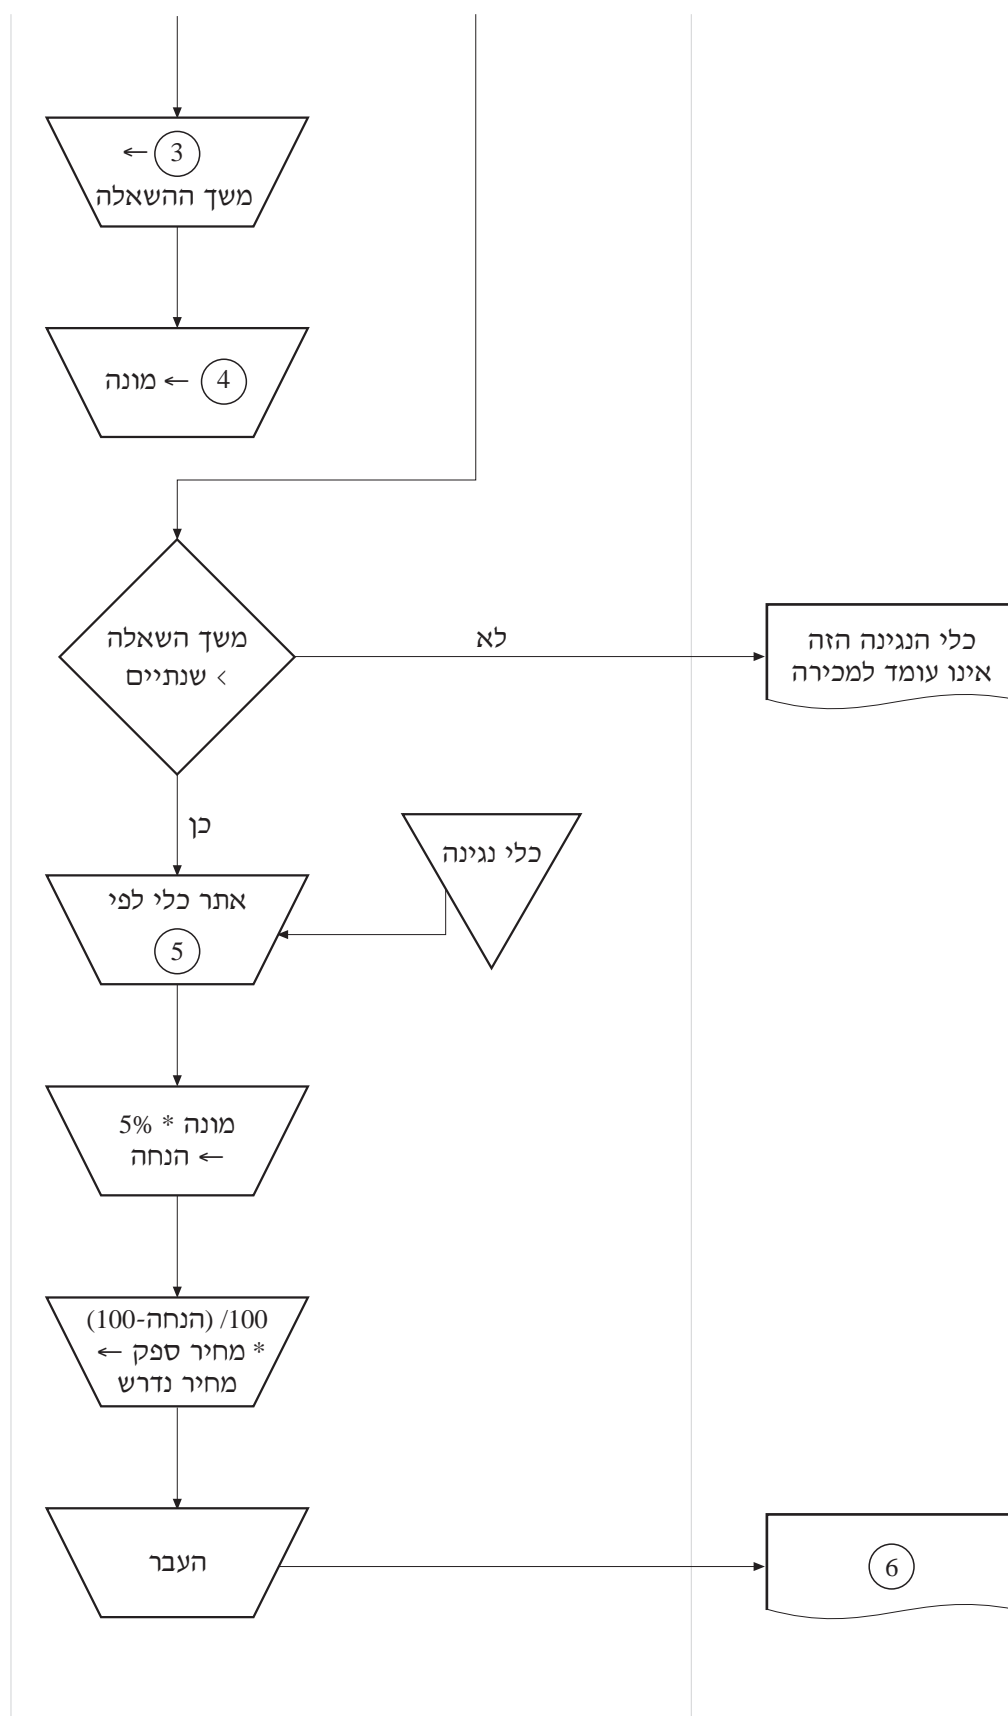 3 ←
משך ההשאלה
4 ← מונה
משך השאלה
> שנתיים
לא
כלי הנגינה הזה
אינו עומד למכירה
כן
כלי נגינה
אתר כלי לפי
5
מונה * 5%
← הנחה
(100-הנחה) /100
* מחיר ספק ←
מחיר נדרש
העבר
6